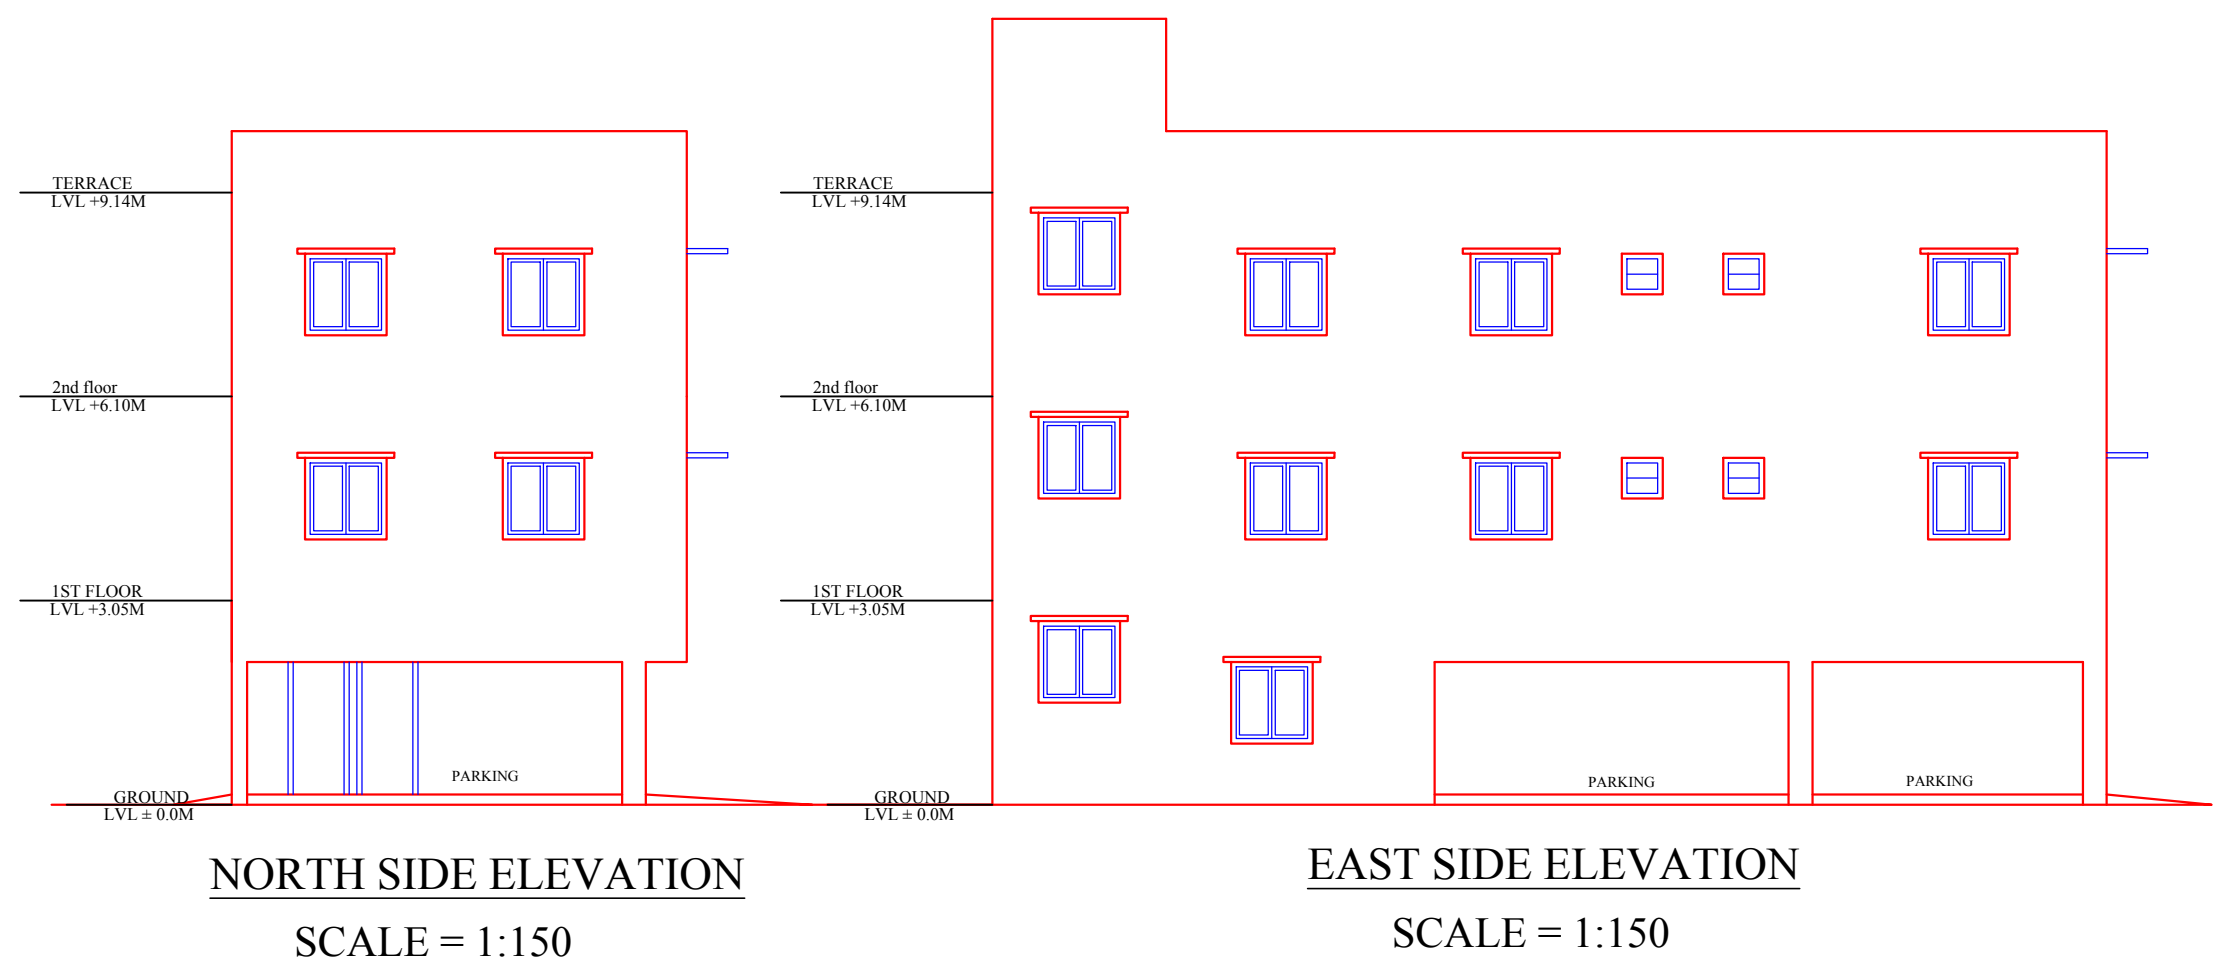 TERRACE
LVL +9.14M
2nd floor
LVL +6.10M
1ST FLOOR
LVL +3.05M
PARKING
GROUND
LVL ± 0.0M
NORTH SIDE ELEVATION
SCALE = 1:150
TERRACE
LVL +9.14M
2nd floor
LVL +6.10M
1ST FLOOR
LVL +3.05M
PARKING
PARKING
GROUND
LVL ± 0.0M
EAST SIDE ELEVATION
SCALE = 1:150